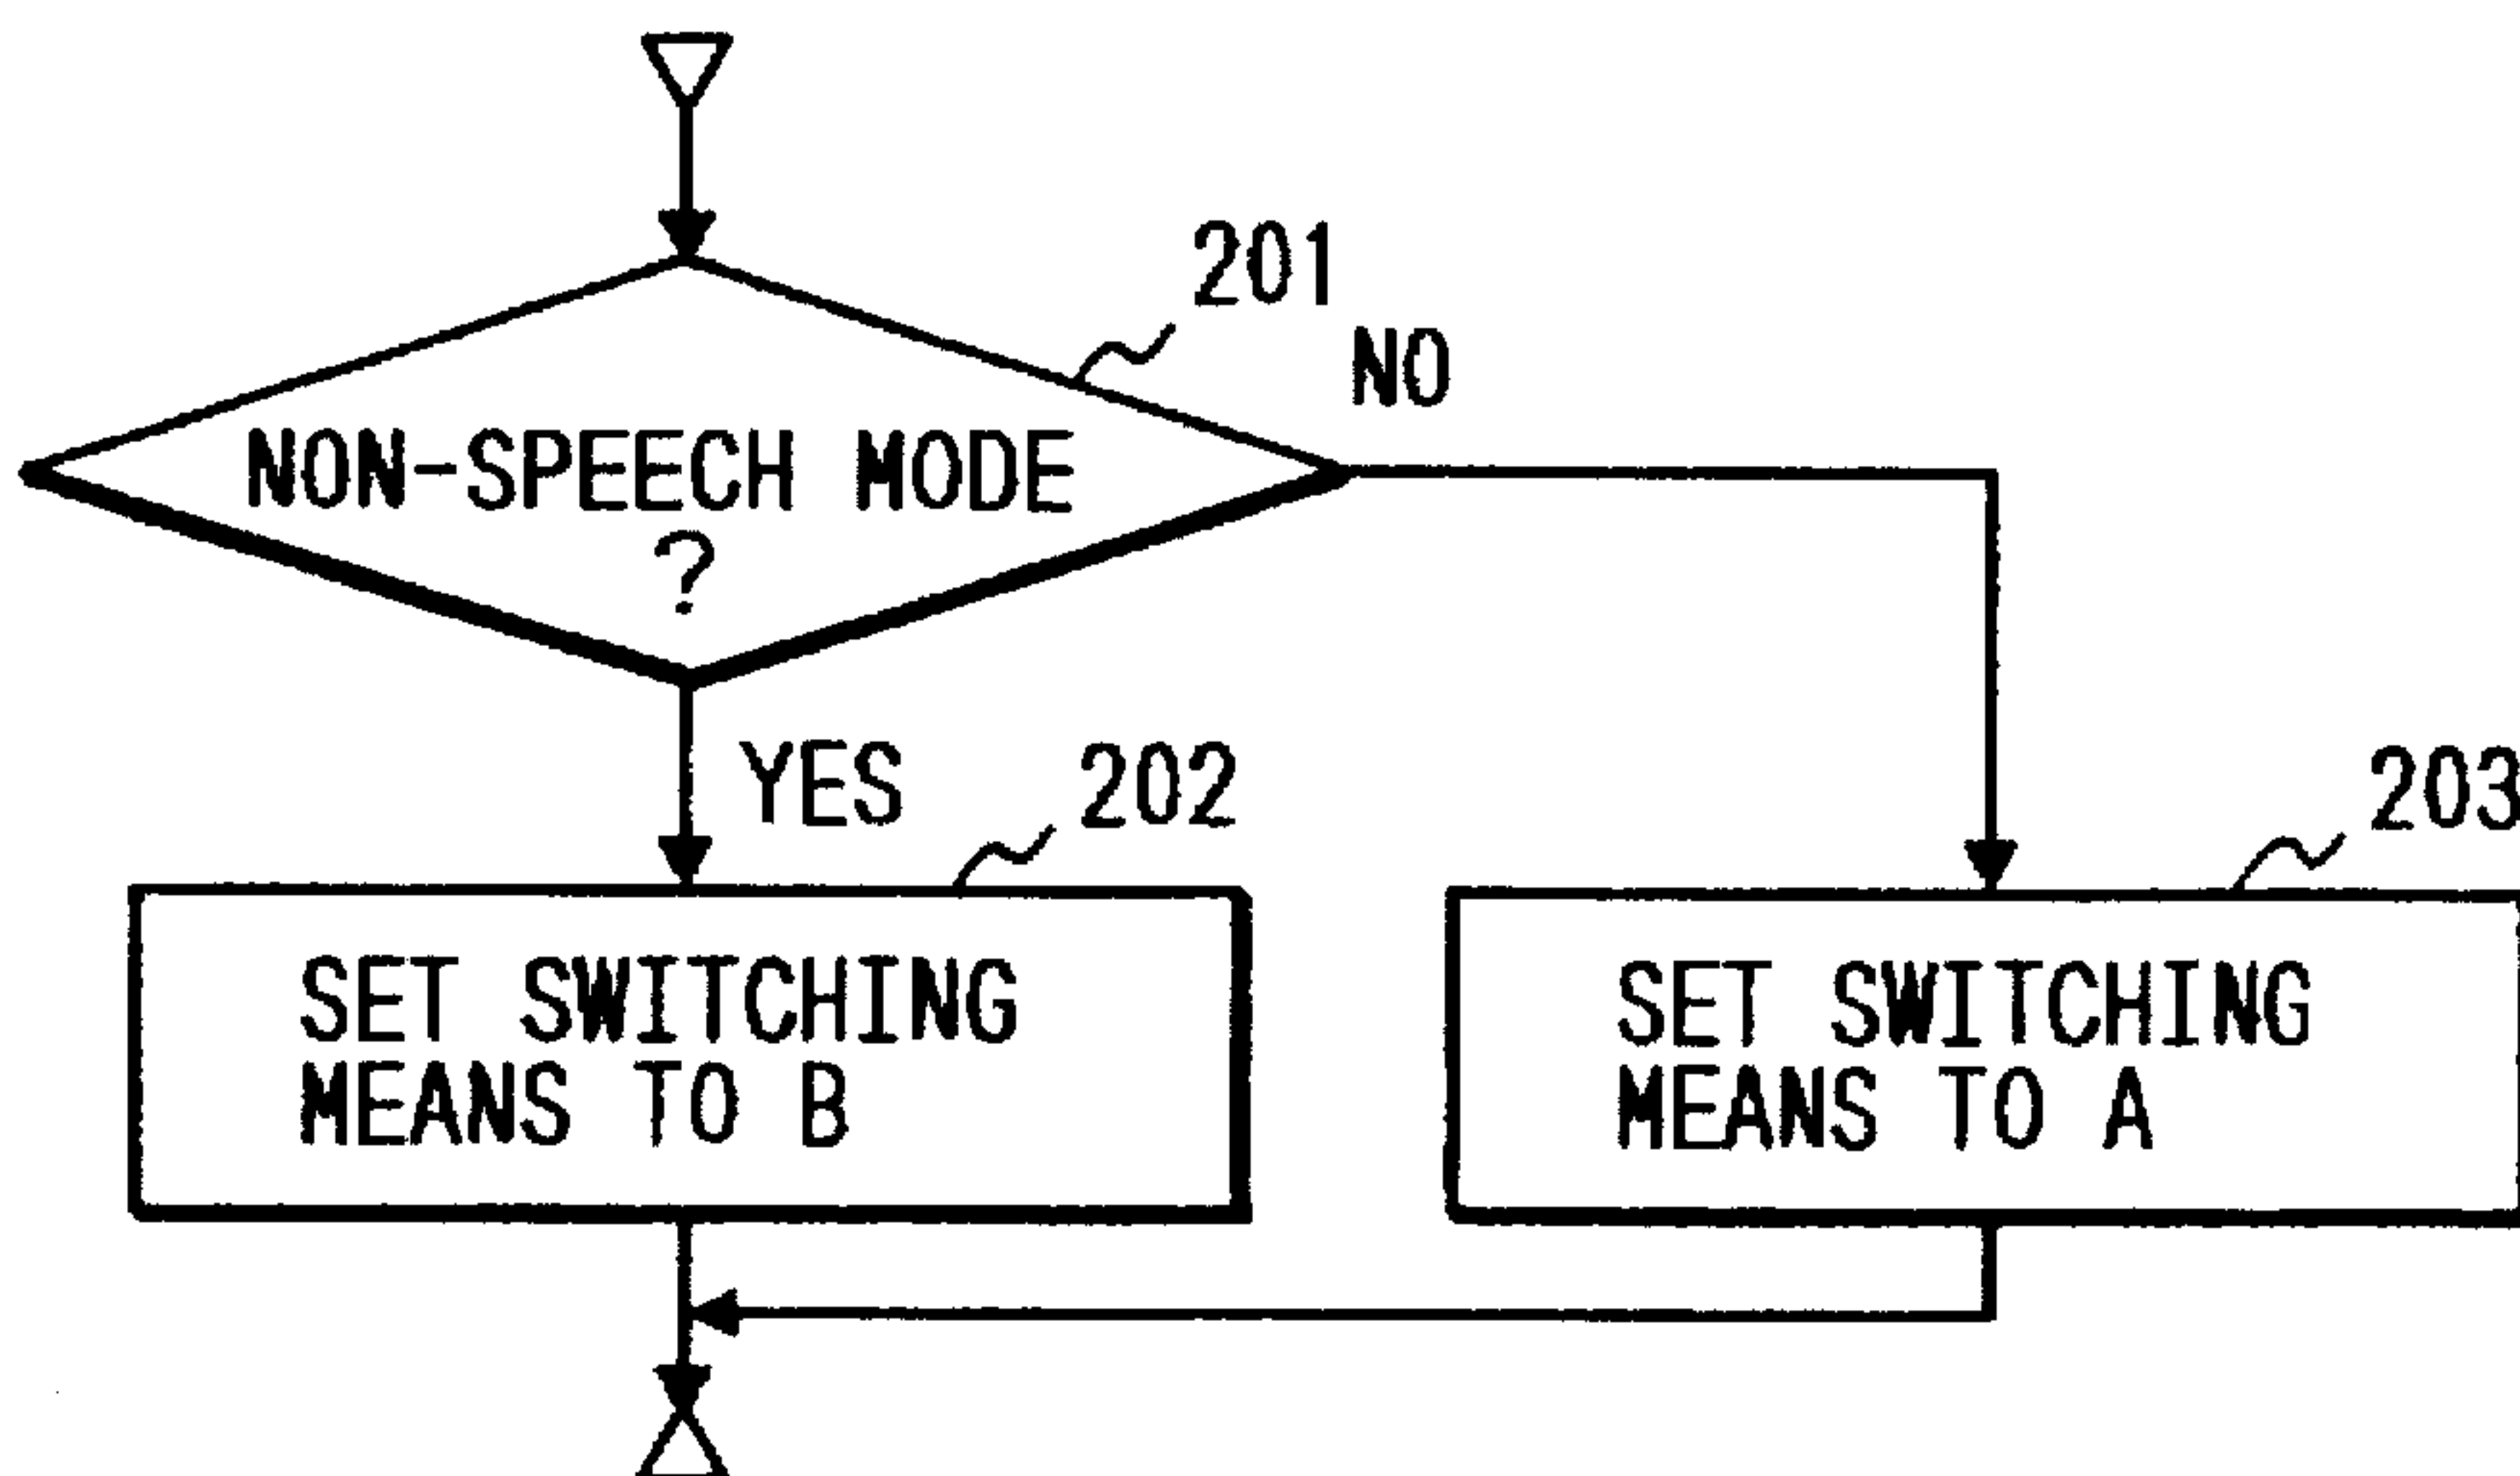 201
NO
NON-SPEECH MODE
?
YES
202
203
SET SWITCHING
MEANS TO B
SET SWITCHING
MEANS TO A